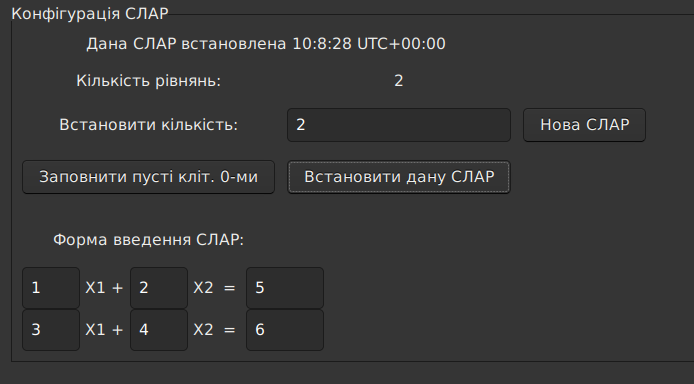 Конфігурація СЛАР
Дана СЛАР встановлена 10:8:28 UTC+00:00
Кількість рівнянь: 2
Встановити кількість: 2 Нова СЛАР
Заповнити пусті кліт. 0-ми Встановити дану СЛАР
Форма введення СЛАР:
1 X1 + 2 X2 = 5
3 X1 + 4 X2 = 6